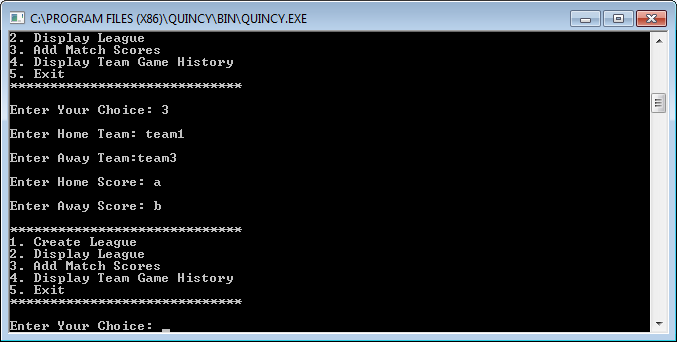 C:\PROGRAM FILES (X86)\QUINCY\BIN\QUINCY.EXE
2. Display League
3. Add Match Scores
4. Display Team Game History
5. Exit
*****************************
Enter Your Choice: 3
Enter Home Team: team1
Enter Away Team:team3
Enter Home Score: a
Enter Away Score: b
*****************************
1. Create League
2. Display League
3. Add Match Scores
4. Display Team Game History
5. Exit
*****************************
Enter Your Choice: _